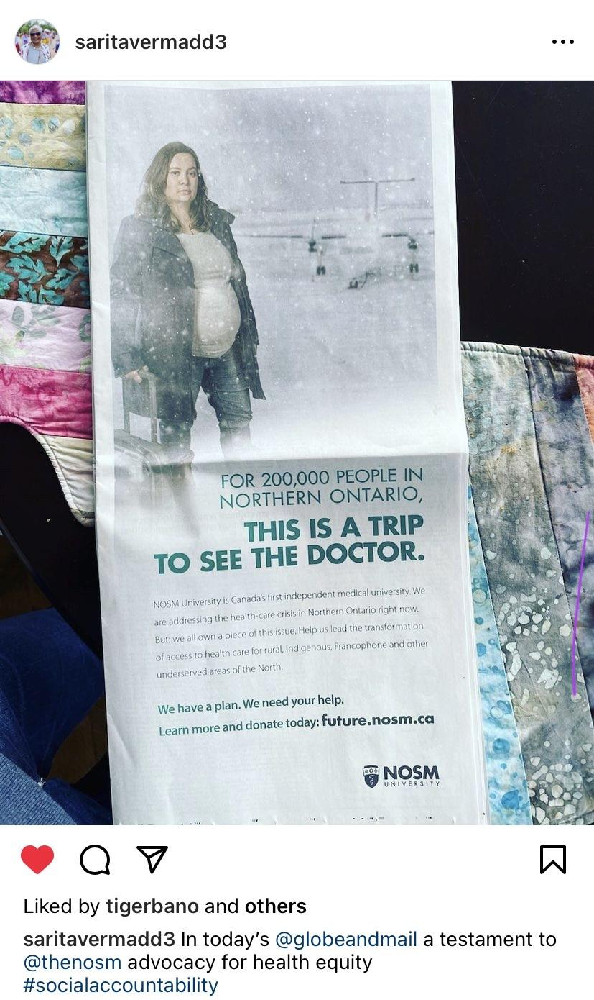 saritavermadd3
FOR 200,000 PEOPLE IN
NORTHERN ONTARIO,
THIS IS A TRIP
TO SEE THE DOCTOR.
NOSM University is Canada's first independent medical university. We
are addressing the health-care crisis in Northern Ontario right now.
But; we all own a piece of this issue. Help us lead the transformation
of access to health care for rural, Indigenous, Francophone and other
underserved areas of the North.
We have a plan. We need your help.
Learn more and donate today: future.nosm.ca
NOSM
UNIVERSITY
Liked by tigerbano and others
saritavermadd3 In today’s @globeandmail a testament to
@thenosm advocacy for health equity
#socialaccountability